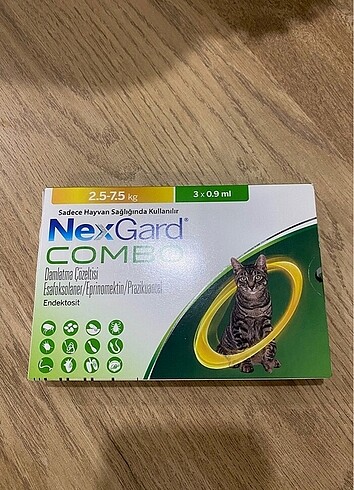 2.5-7.5 kg
3 x 0.9 ml
Sadece Hayvan Sağlığında Kullanılır
NexGard®
COMBO
Damlatma Çözeltisi
Esafoksolaner/Eprinomektin/Prazikuantel
Endektosit